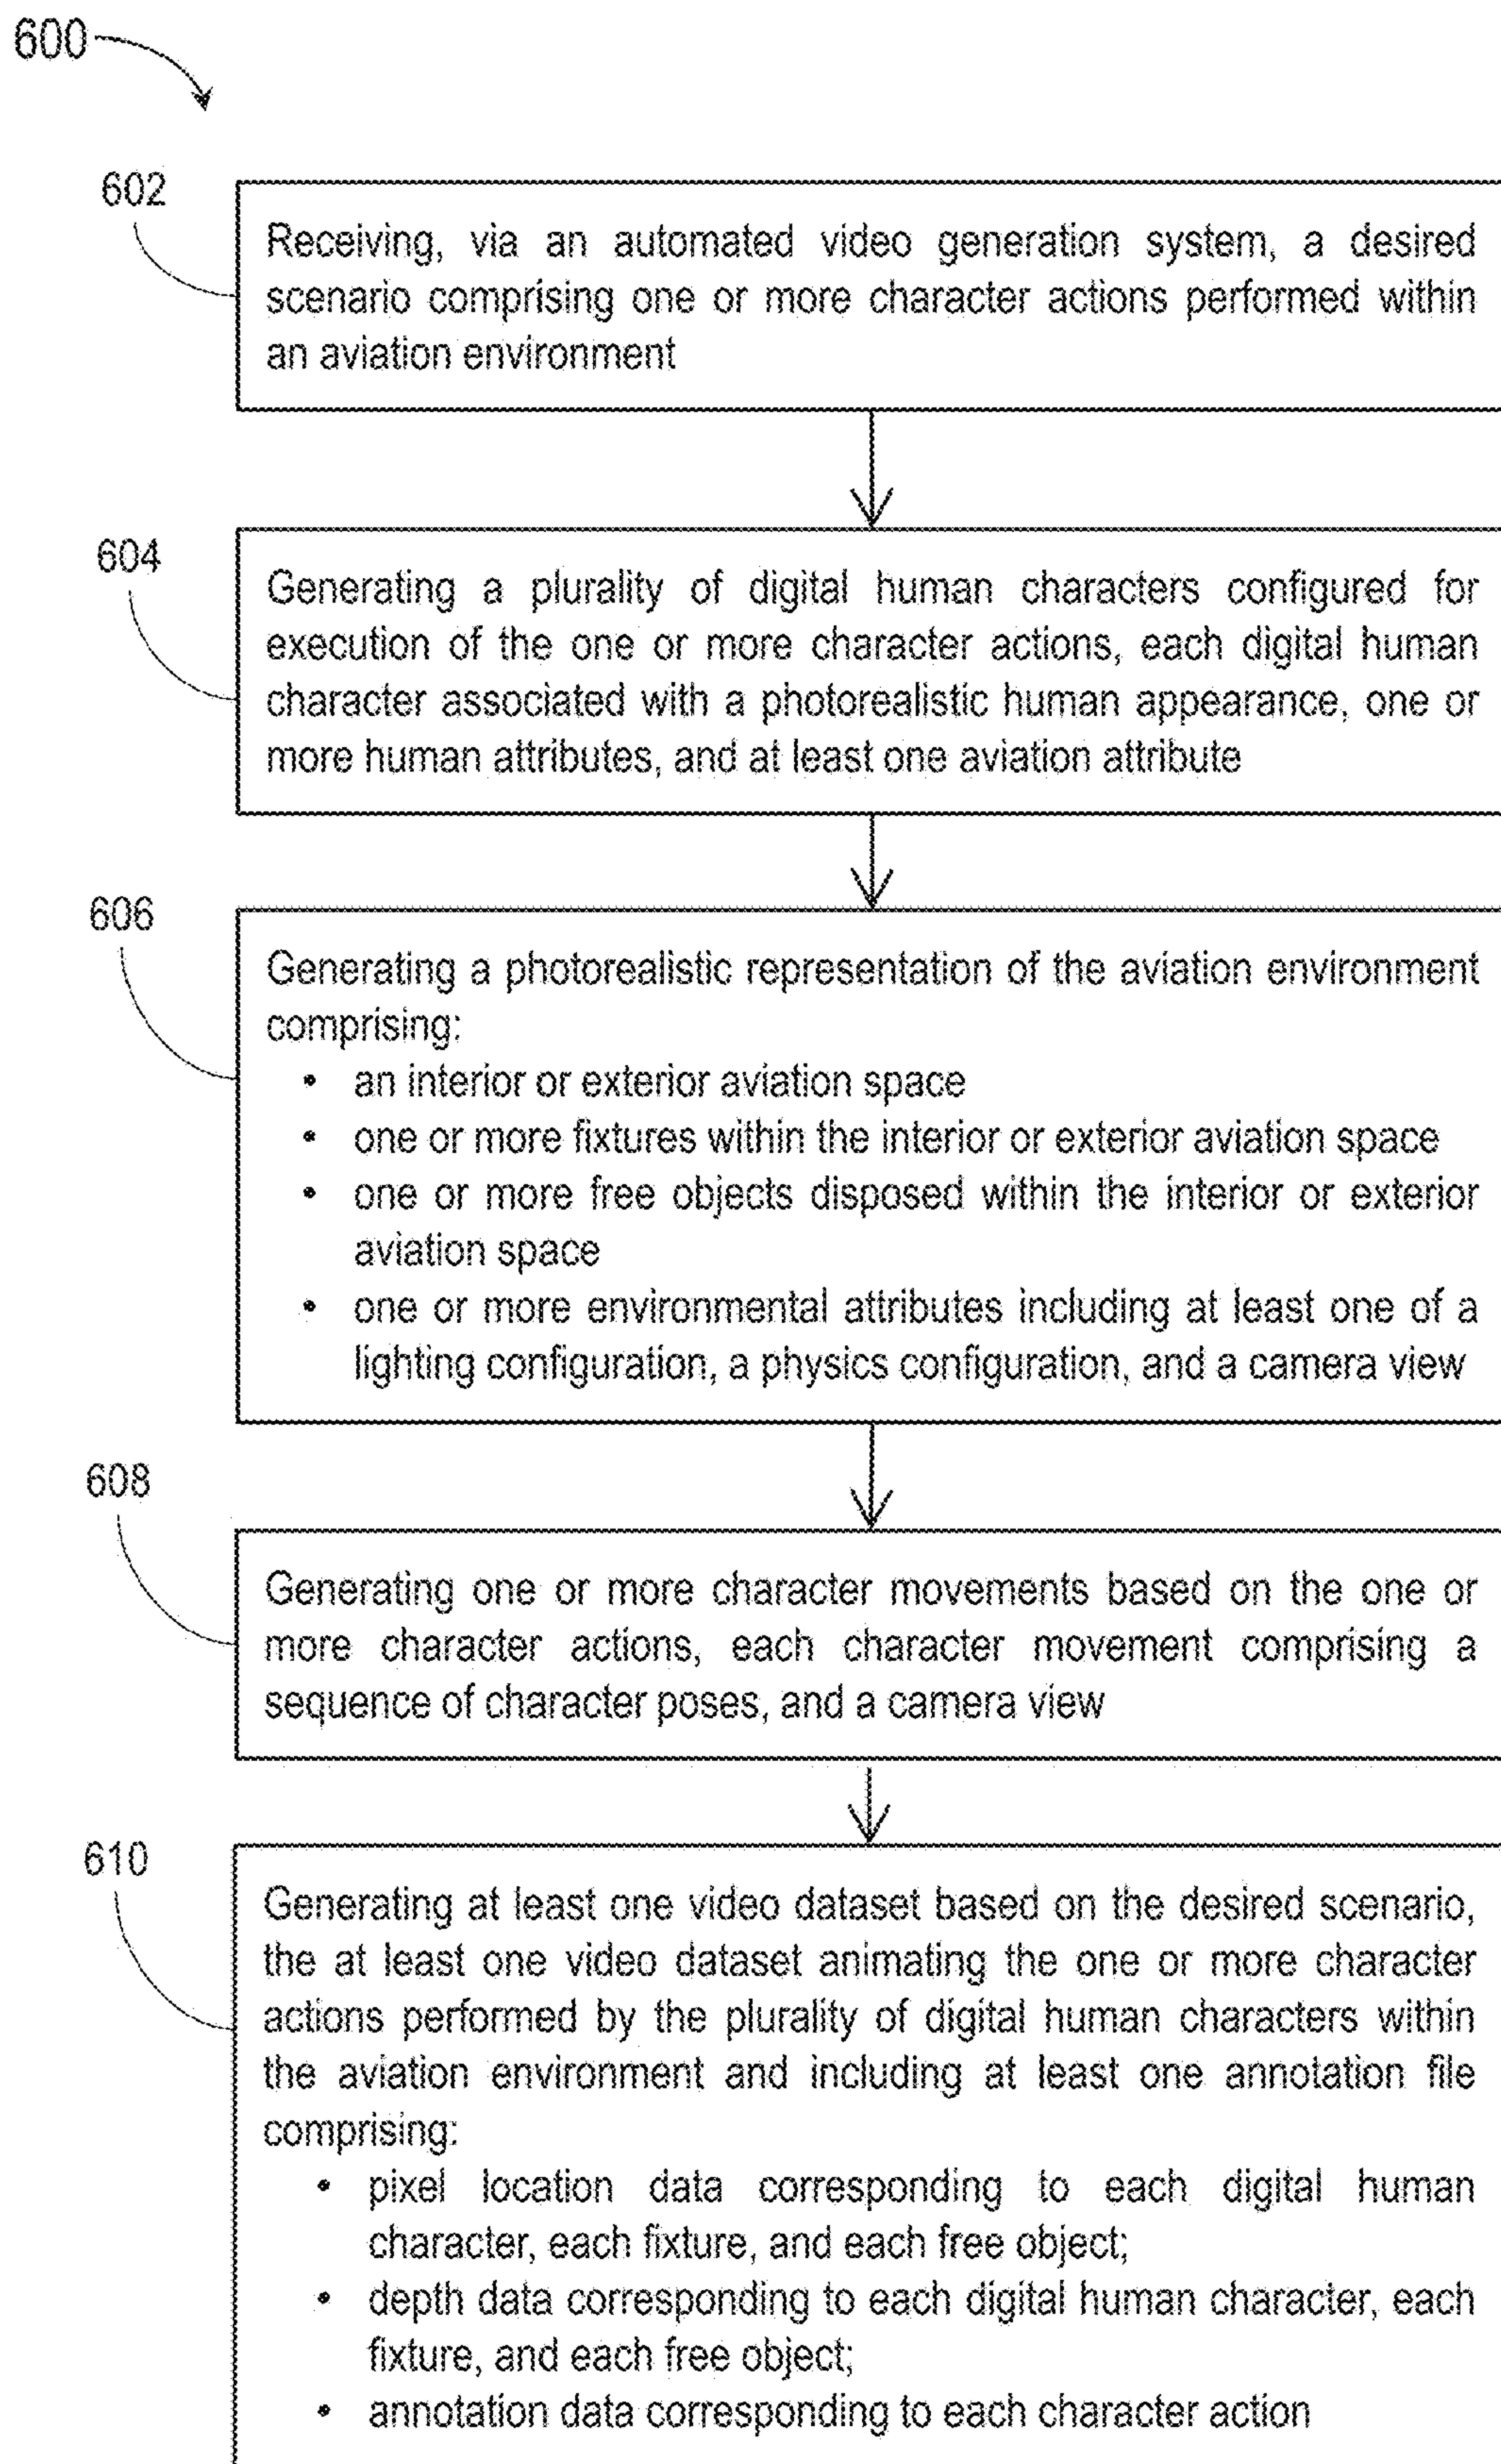 600
602
Receiving, via an automated video generation system, a desired
scenario comprising one or more character actions performed within
an aviation environment
604
Generating a plurality of digital human characters configured for
execution of the one or more character actions, each digital human
character associated with a photorealistic human appearance, one or
more human attributes, and at least one aviation attribute
606
Generating a photorealistic representation of the aviation environment
comprising:
• an interior or exterior aviation space
• one or more fixtures within the interior or exterior aviation space
• one or more free objects disposed within the interior or exterior
aviation space
• one or more environmental attributes including at least one of a
lighting configuration, a physics configuration, and a camera view
608
Generating one or more character movements based on the one or
more character actions, each character movement comprising a
sequence of character poses, and a camera view
610
Generating at least one video dataset based on the desired scenario,
the at least one video dataset animating the one or more character
actions performed by the plurality of digital human characters within
the aviation environment and including at least one annotation file
comprising:
• pixel location data corresponding to each digital human
character, each fixture, and each free object;
• depth data corresponding to each digital human character, each
fixture, and each free object;
• annotation data corresponding to each character action